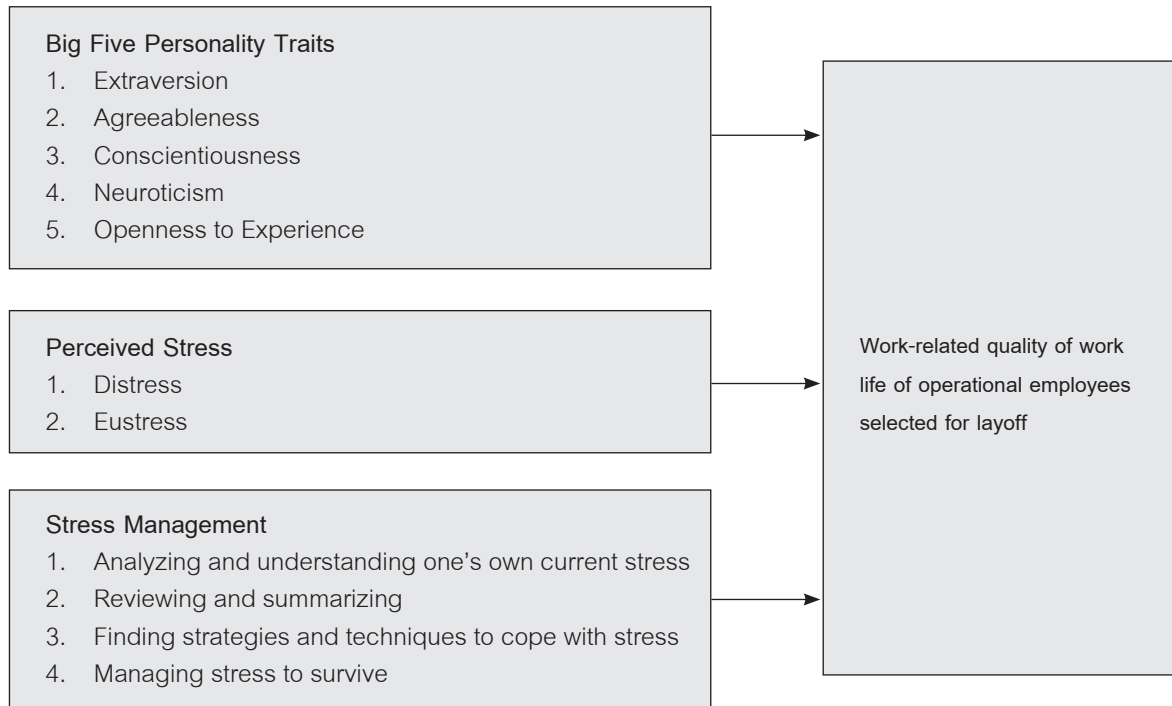 Big Five Personality Traits
1. Extraversion
2. Agreeableness
3. Conscientiousness
4. Neuroticism
5. Openness to Experience
Perceived Stress
1. Distress
2. Eustress
Stress Management
1. Analyzing and understanding one’s own current stress
2. Reviewing and summarizing
3. Finding strategies and techniques to cope with stress
4. Managing stress to survive
Work-related quality of work
life of operational employees
selected for layoff